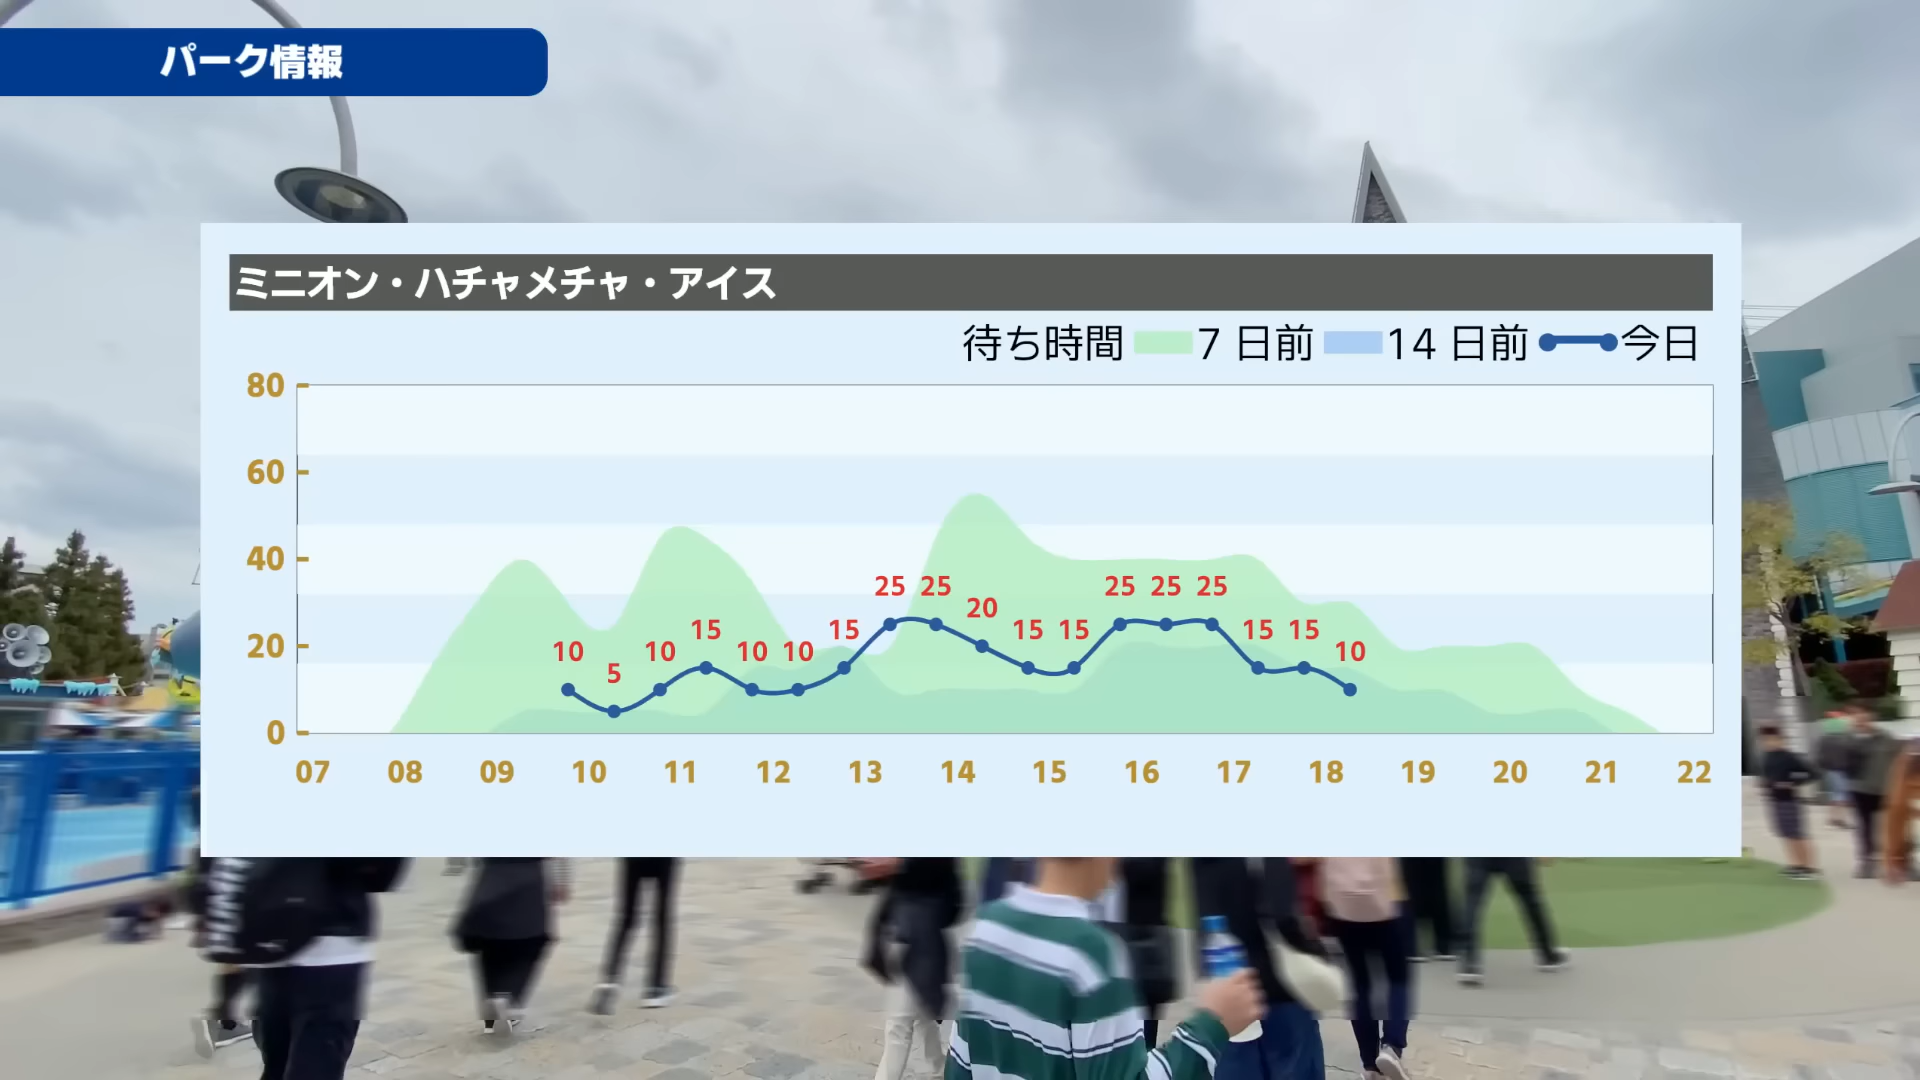 パーク情報
ミニオン・ハチャメチャ・アイス
待ち時間 7 日前 14 日前 今日
80
60
40
20
0
10 5 10 15 10 10 15 25 25 20 15 15 25 25 25 15 15 10
07 08 09 10 11 12 13 14 15 16 17 18 19 20 21 22